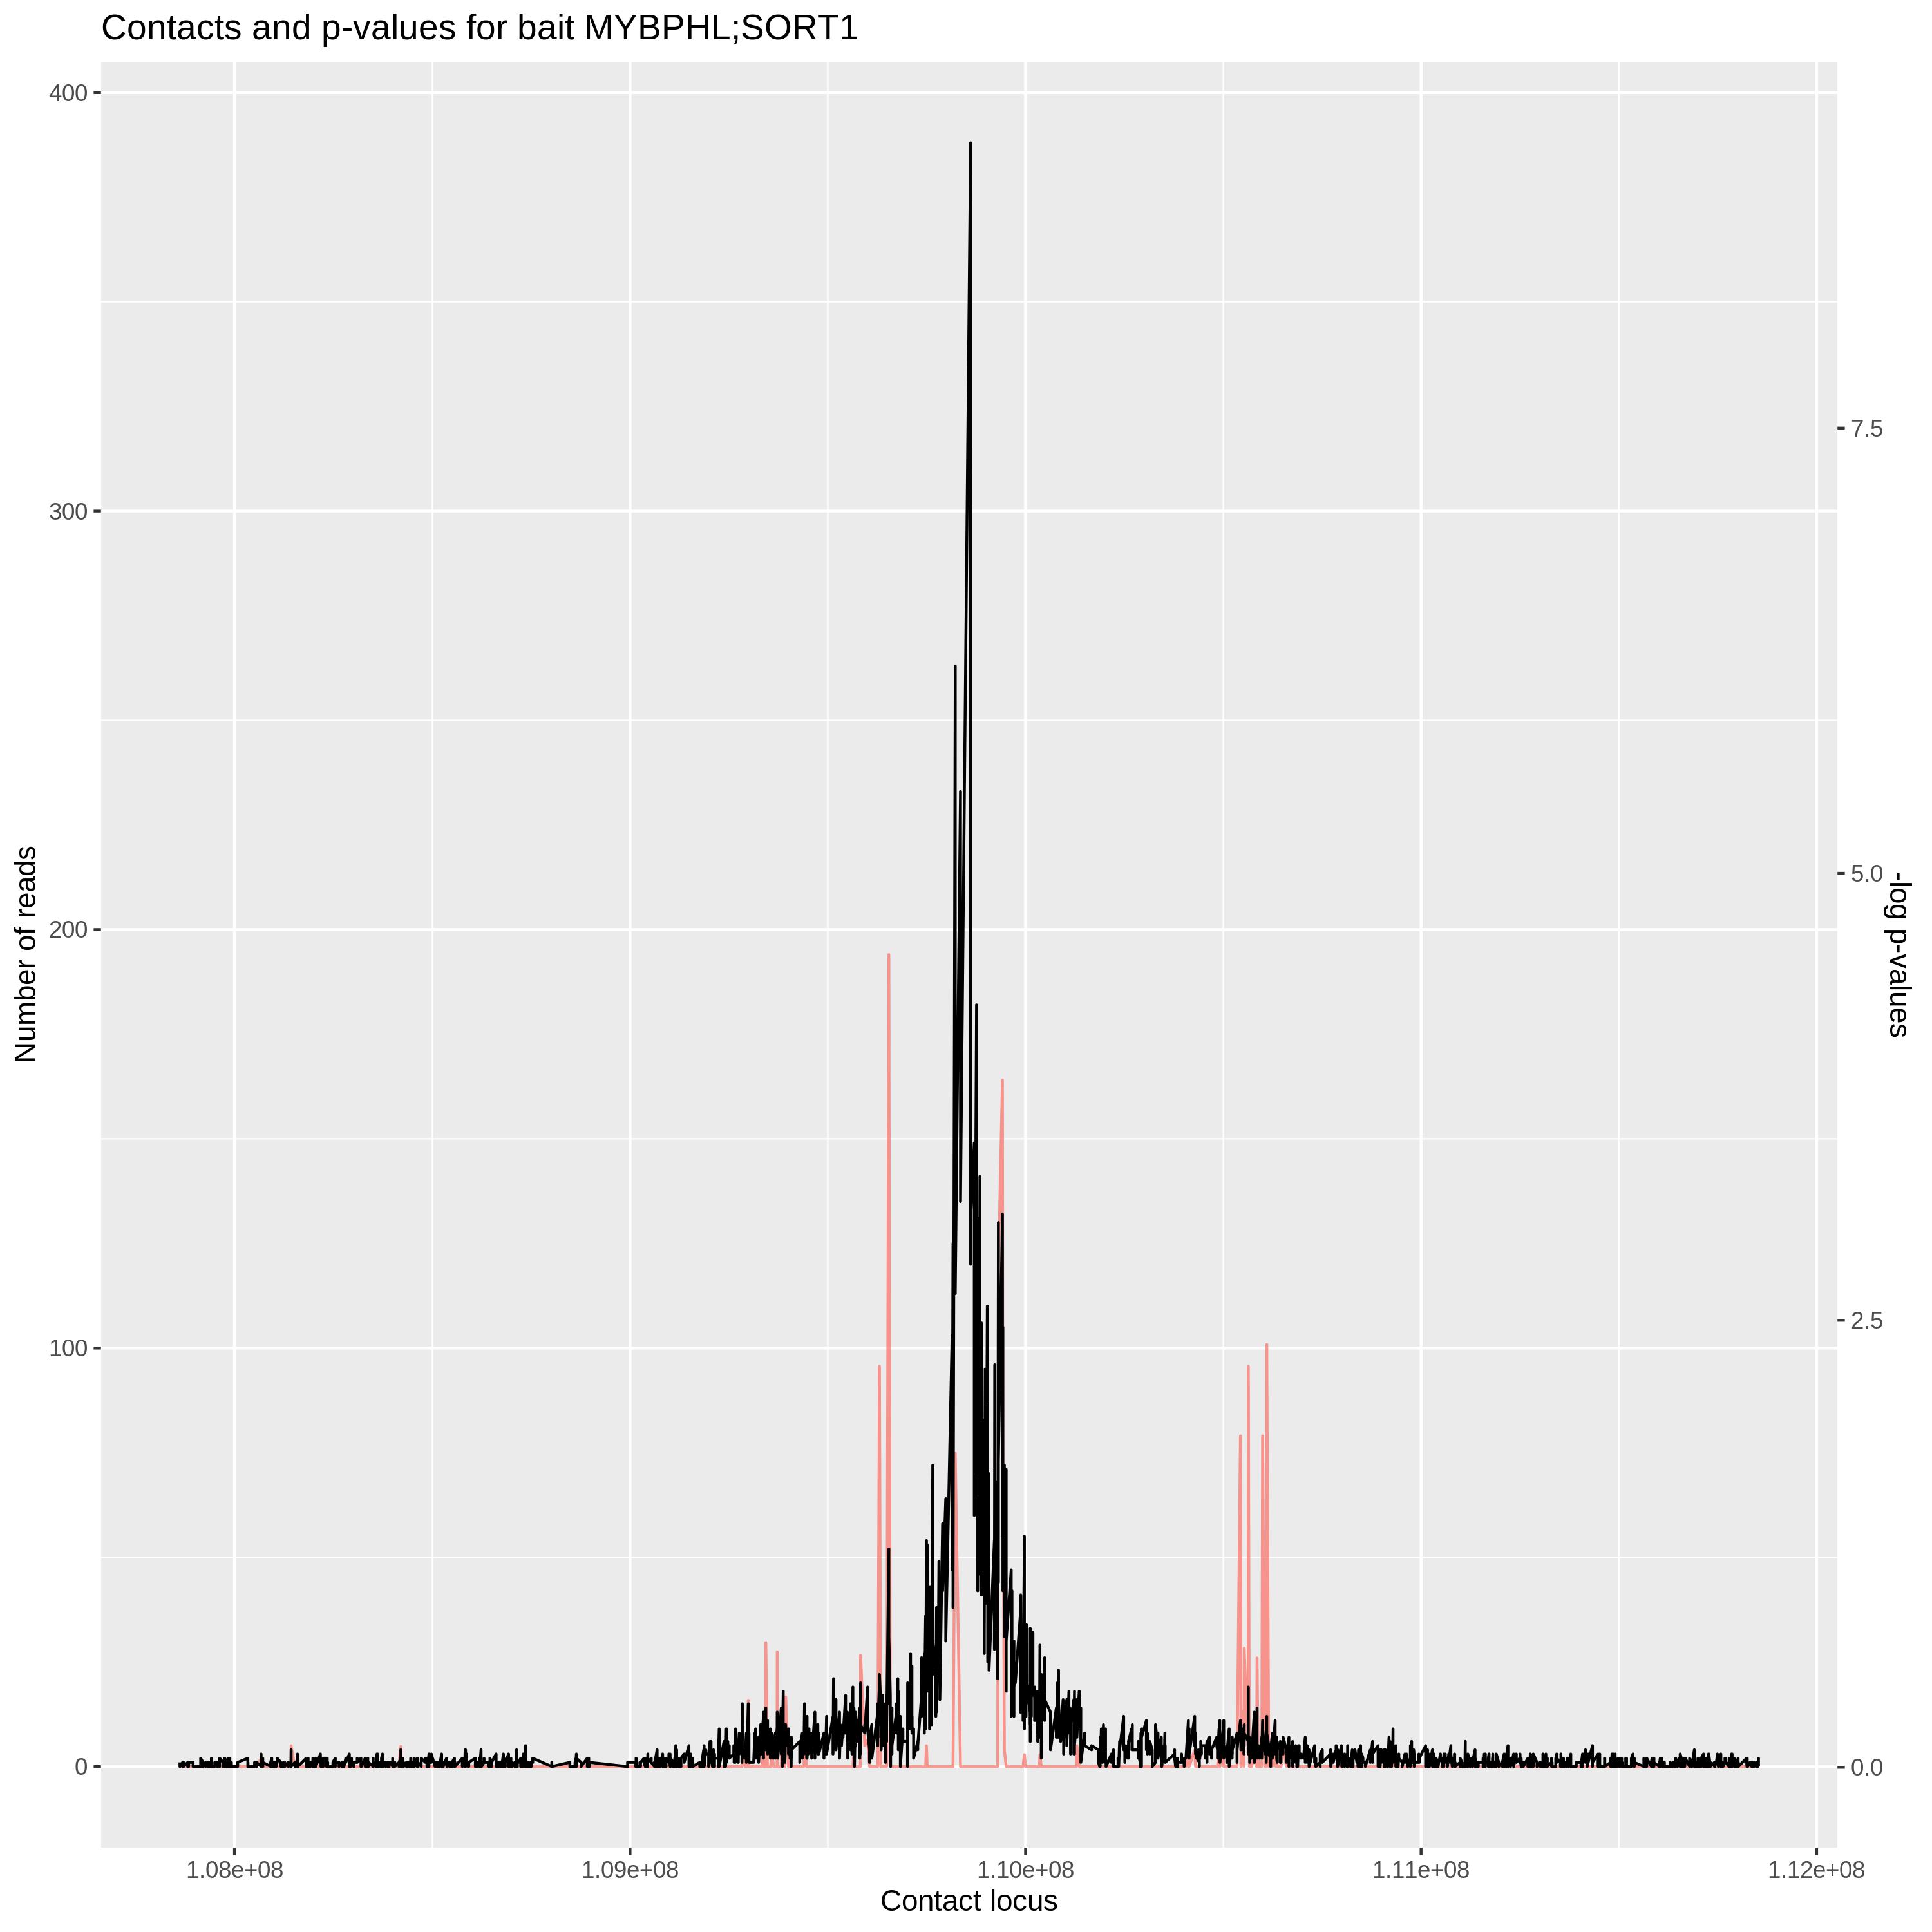 Contacts and p-values for bait MYBPHL;SORT1
400
300
200
100
0
Number of reads
7.5
5.0
2.5
0.0
-log p-values
1.08e+08
1.09e+08
1.10e+08
1.11e+08
1.12e+08
Contact locus